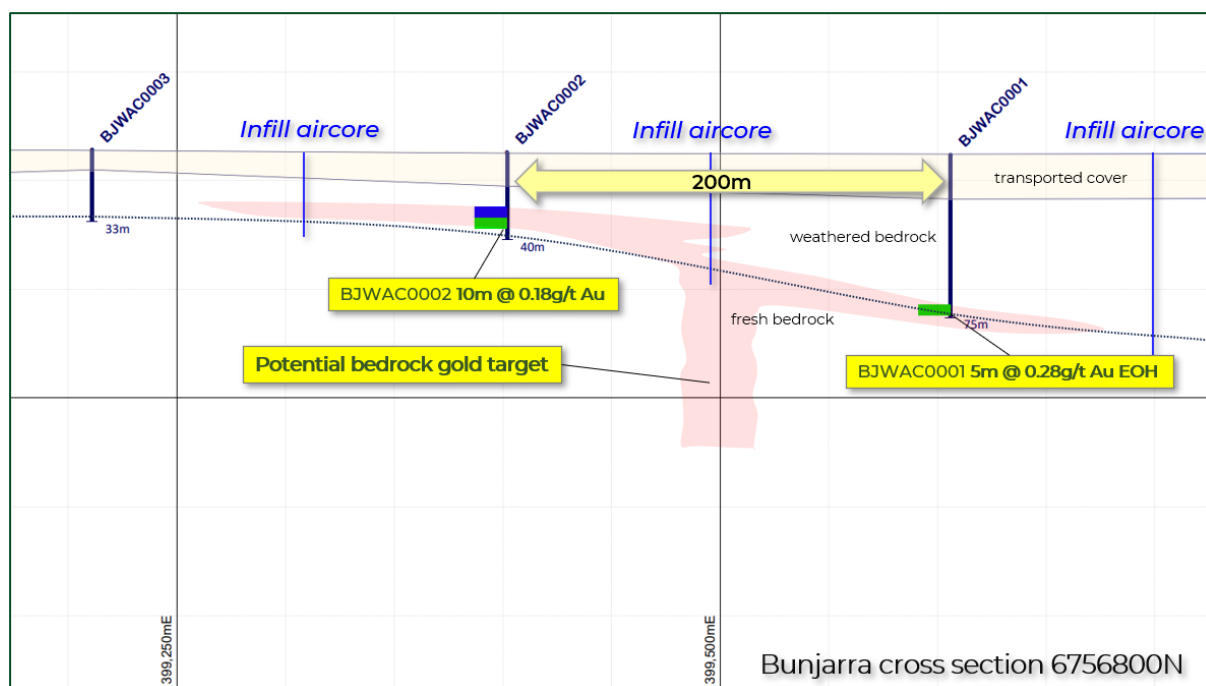 BJWAC0003
BJWAC0002
BJWAC0001
Infill aircore
Infill aircore
Infill aircore
200m
transported cover
33m
40m
weathered bedrock
BJWAC0002 10m @ 0.18g/t Au
fresh bedrock
75m
Potential bedrock gold target
BJWAC0001 5m @ 0.28g/t Au EOH
399,250mE
399,500mE
Bunjarra cross section 6756800N